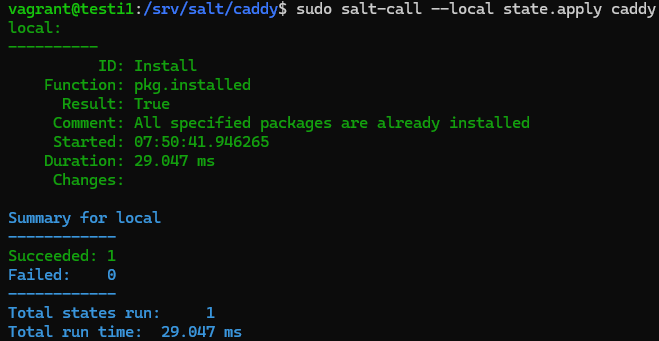 vagrant@testi1:/srv/salt/caddy$ sudo salt-call --local state.apply caddy
local:
----------
          ID: Install
    Function: pkg.installed
      Result: True
     Comment: All specified packages are already installed
     Started: 07:50:41.946265
    Duration: 29.047 ms
     Changes:

Summary for local
------------
Succeeded: 1
Failed:    0
------------
Total states run:     1
Total run time:  29.047 ms